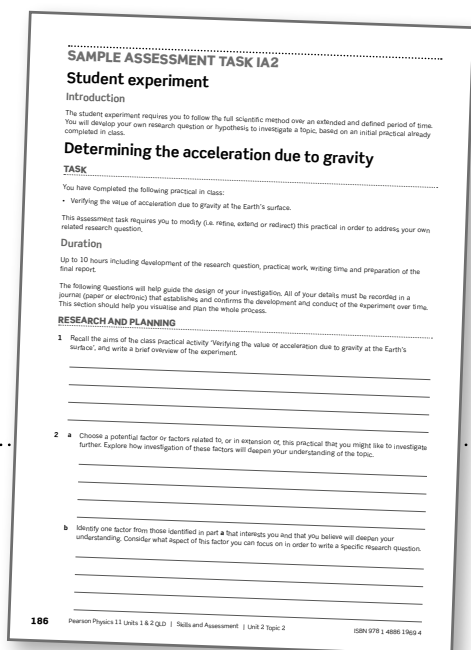 SAMPLE ASSESSMENT TASK IA2
Student experiment
Introduction
The student experiment requires you to follow the full scientific method over an extended and defined period of time.
You will develop your own research question or hypothesis to investigate a topic, based on an initial practical already
completed in class.
Determining the acceleration due to gravity
TASK
You have completed the following practical in class:
• Verifying the value of acceleration due to gravity at the Earth's surface.
This assessment task requires you to modify (i.e. refine, extend or redirect) this practical in order to address your own
related research question.
Duration
Up to 10 hours including development of the research question, practical work, writing time and preparation of the
final report.
The following questions will help guide the design of your investigation. All of your details must be recorded in a
journal (paper or electronic) that establishes and confirms the development and conduct of the experiment over time.
This section should help you visualise and plan the whole process.
RESEARCH AND PLANNING
1 Recall the aims of the class practical activity 'Verifying the value of acceleration due to gravity at the Earth's
surface', and write a brief overview of the experiment.
2 a Choose a potential factor or factors related to, or in extension of, this practical that you might like to investigate
further. Explore how investigation of these factors will deepen your understanding of the topic.
b Identify one factor from those identified in part a that interests you and that you believe will deepen your
understanding. Consider what aspect of this factor you can focus on in order to write a specific research question.
186 Pearson Physics 11 Units 1 & 2 QLD | Skills and Assessment | Unit 2 Topic 2 ISBN 978 1 4886 1969 4